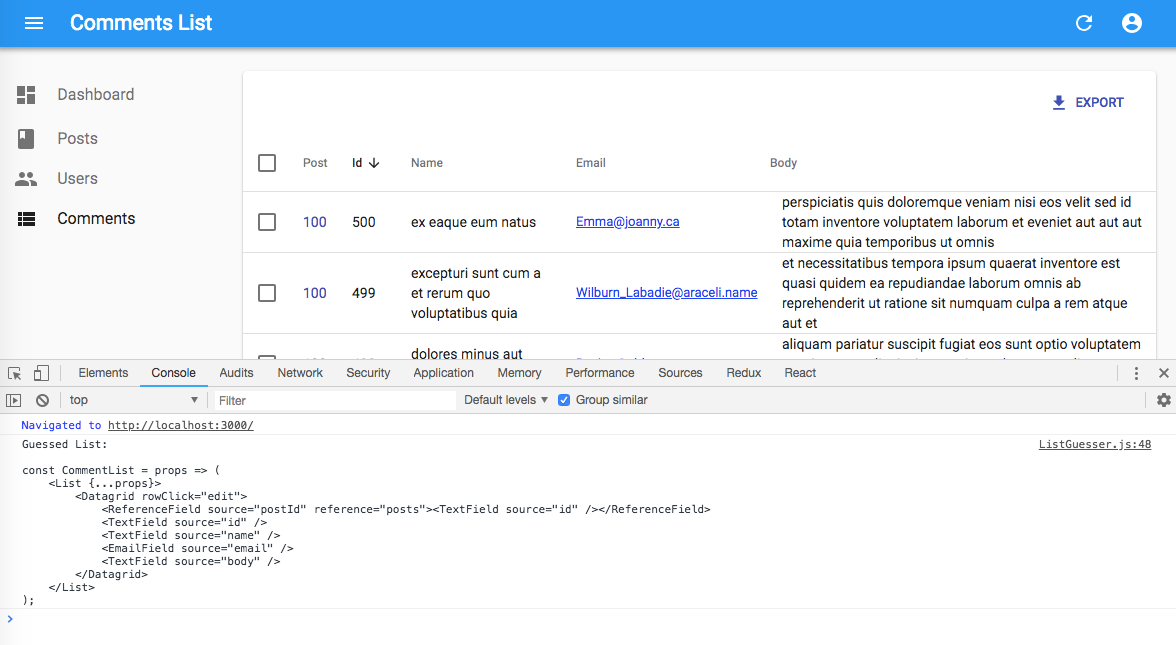 Comments List
Dashboard
Posts
Users
Comments
EXPORT
Post Id Name Email Body
100 500 ex eaque eum natus Emma@joanny.ca
perspiciatis quis doloremque veniam nisi eos velit sed id
totam inventore voluptatem laborum et eveniet aut aut aut
maxime quia temporibus ut omnis
100 499
excepturi sunt cum a
et rerum quo
voluptatibus quia
Wilburn_Labadie@araceli.name
et necessitatibus tempora ipsum quaerat inventore est
quasi quidem ea repudiandae laborum omnis ab
reprehenderit ut ratione sit numquam culpa a rem atque
aut et
dolores minus aut
aliquam pariatur suscipit fugiat eos sunt optio voluptatem
Elements Console Audits Network Security Application Memory Performance Sources Redux React
top Filter Default levels Group similar
Navigated to http://localhost:3000/
Guessed List: ListGuesser.js:48
const CommentList = props => (
    <List {...props}>
        <Datagrid rowClick="edit">
            <ReferenceField source="postId" reference="posts"><TextField source="id" /></ReferenceField>
            <TextField source="id" />
            <TextField source="name" />
            <EmailField source="email" />
            <TextField source="body" />
        </Datagrid>
    </List>
);